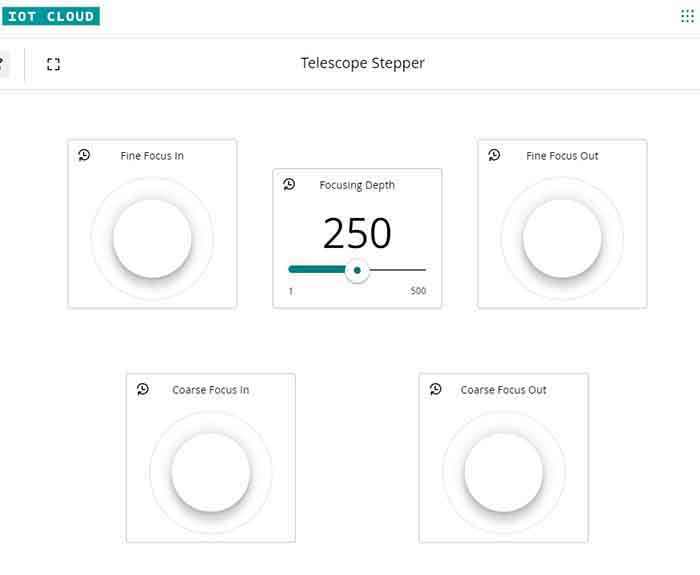 IOT CLOUD
Telescope Stepper
Fine Focus In
Focusing Depth
Fine Focus Out
250
1
500
Coarse Focus In
Coarse Focus Out